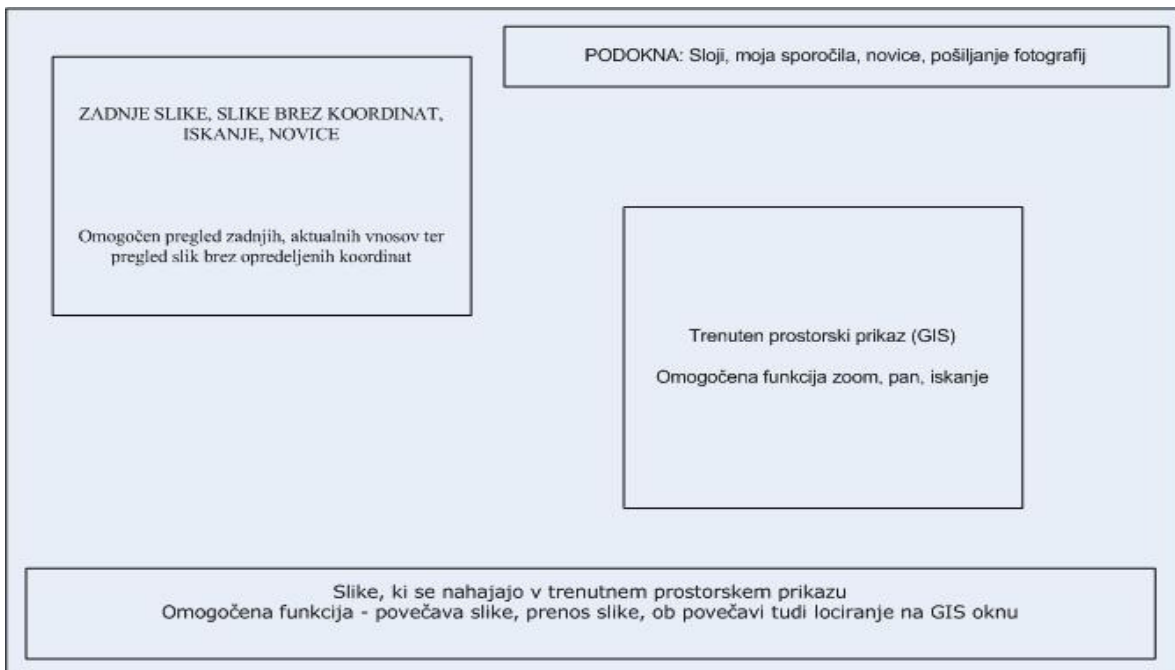 PODOKNA: Sloji, moja sporočila, novice, pošiljanje fotografij
ZADNJE SLIKE, SLIKE BREZ KOORDINAT,
ISKANJE, NOVICE
Omogočen pregled zadnjih, aktualnih vnosov ter
pregled slik brez opredeljenih koordinat
Trenuten prostorski prikaz (GIS)
Omogočena funkcija zoom, pan, iskanje
Slike, ki se nahajajo v trenutnem prostorskem prikazu
Omogočena funkcija - povečava slike, prenos slike, ob povečavi tudi lociranje na GIS oknu